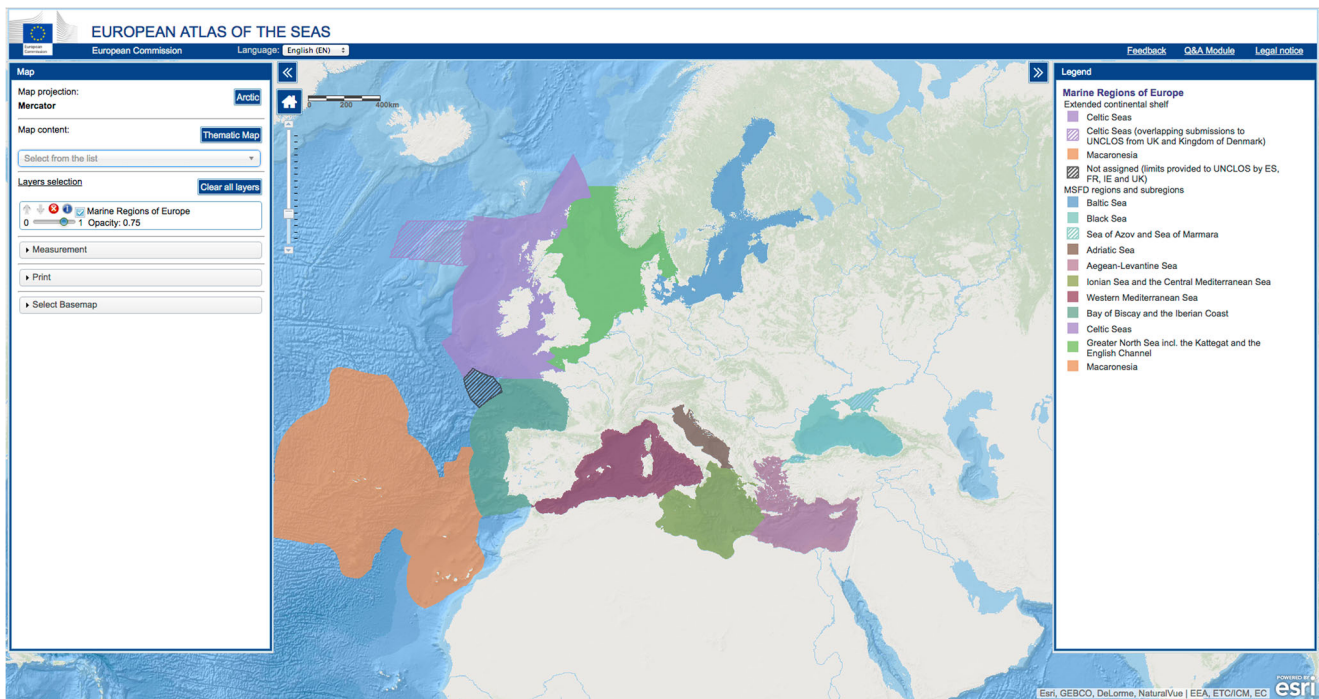 EUROPEAN ATLAS OF THE SEAS
European
Commission
European Commission
Language: English (EN)
Feedback
Q&A Module
Legal notice
Map
Map projection:
Mercator
Arctic
Map content:
Thematic Map
Select from the list
Layers selection
Clear all layers
Marine Regions of Europe
0 1 Opacity: 0.75
Measurement
Print
Select Basemap
0 200 400km
Legend
Marine Regions of Europe
Extended continental shelf
Celtic Seas
Celtic Seas (overlapping submissions to
UNCLOS from UK and Kingdom of Denmark)
Macaronesia
Not assigned (limits provided to UNCLOS by ES,
FR, IE and UK)
MSFD regions and subregions
Baltic Sea
Black Sea
Sea of Azov and Sea of Marmara
Adriatic Sea
Aegean-Levantine Sea
Ionian Sea and the Central Mediterranean Sea
Western Mediterranean Sea
Bay of Biscay and the Iberian Coast
Celtic Seas
Greater North Sea incl. the Kattegat and the
English Channel
Macaronesia
Esri, GEBCO, DeLorme, NaturalVue | EEA, ETC/ICM, EC
POWERED BY
esri